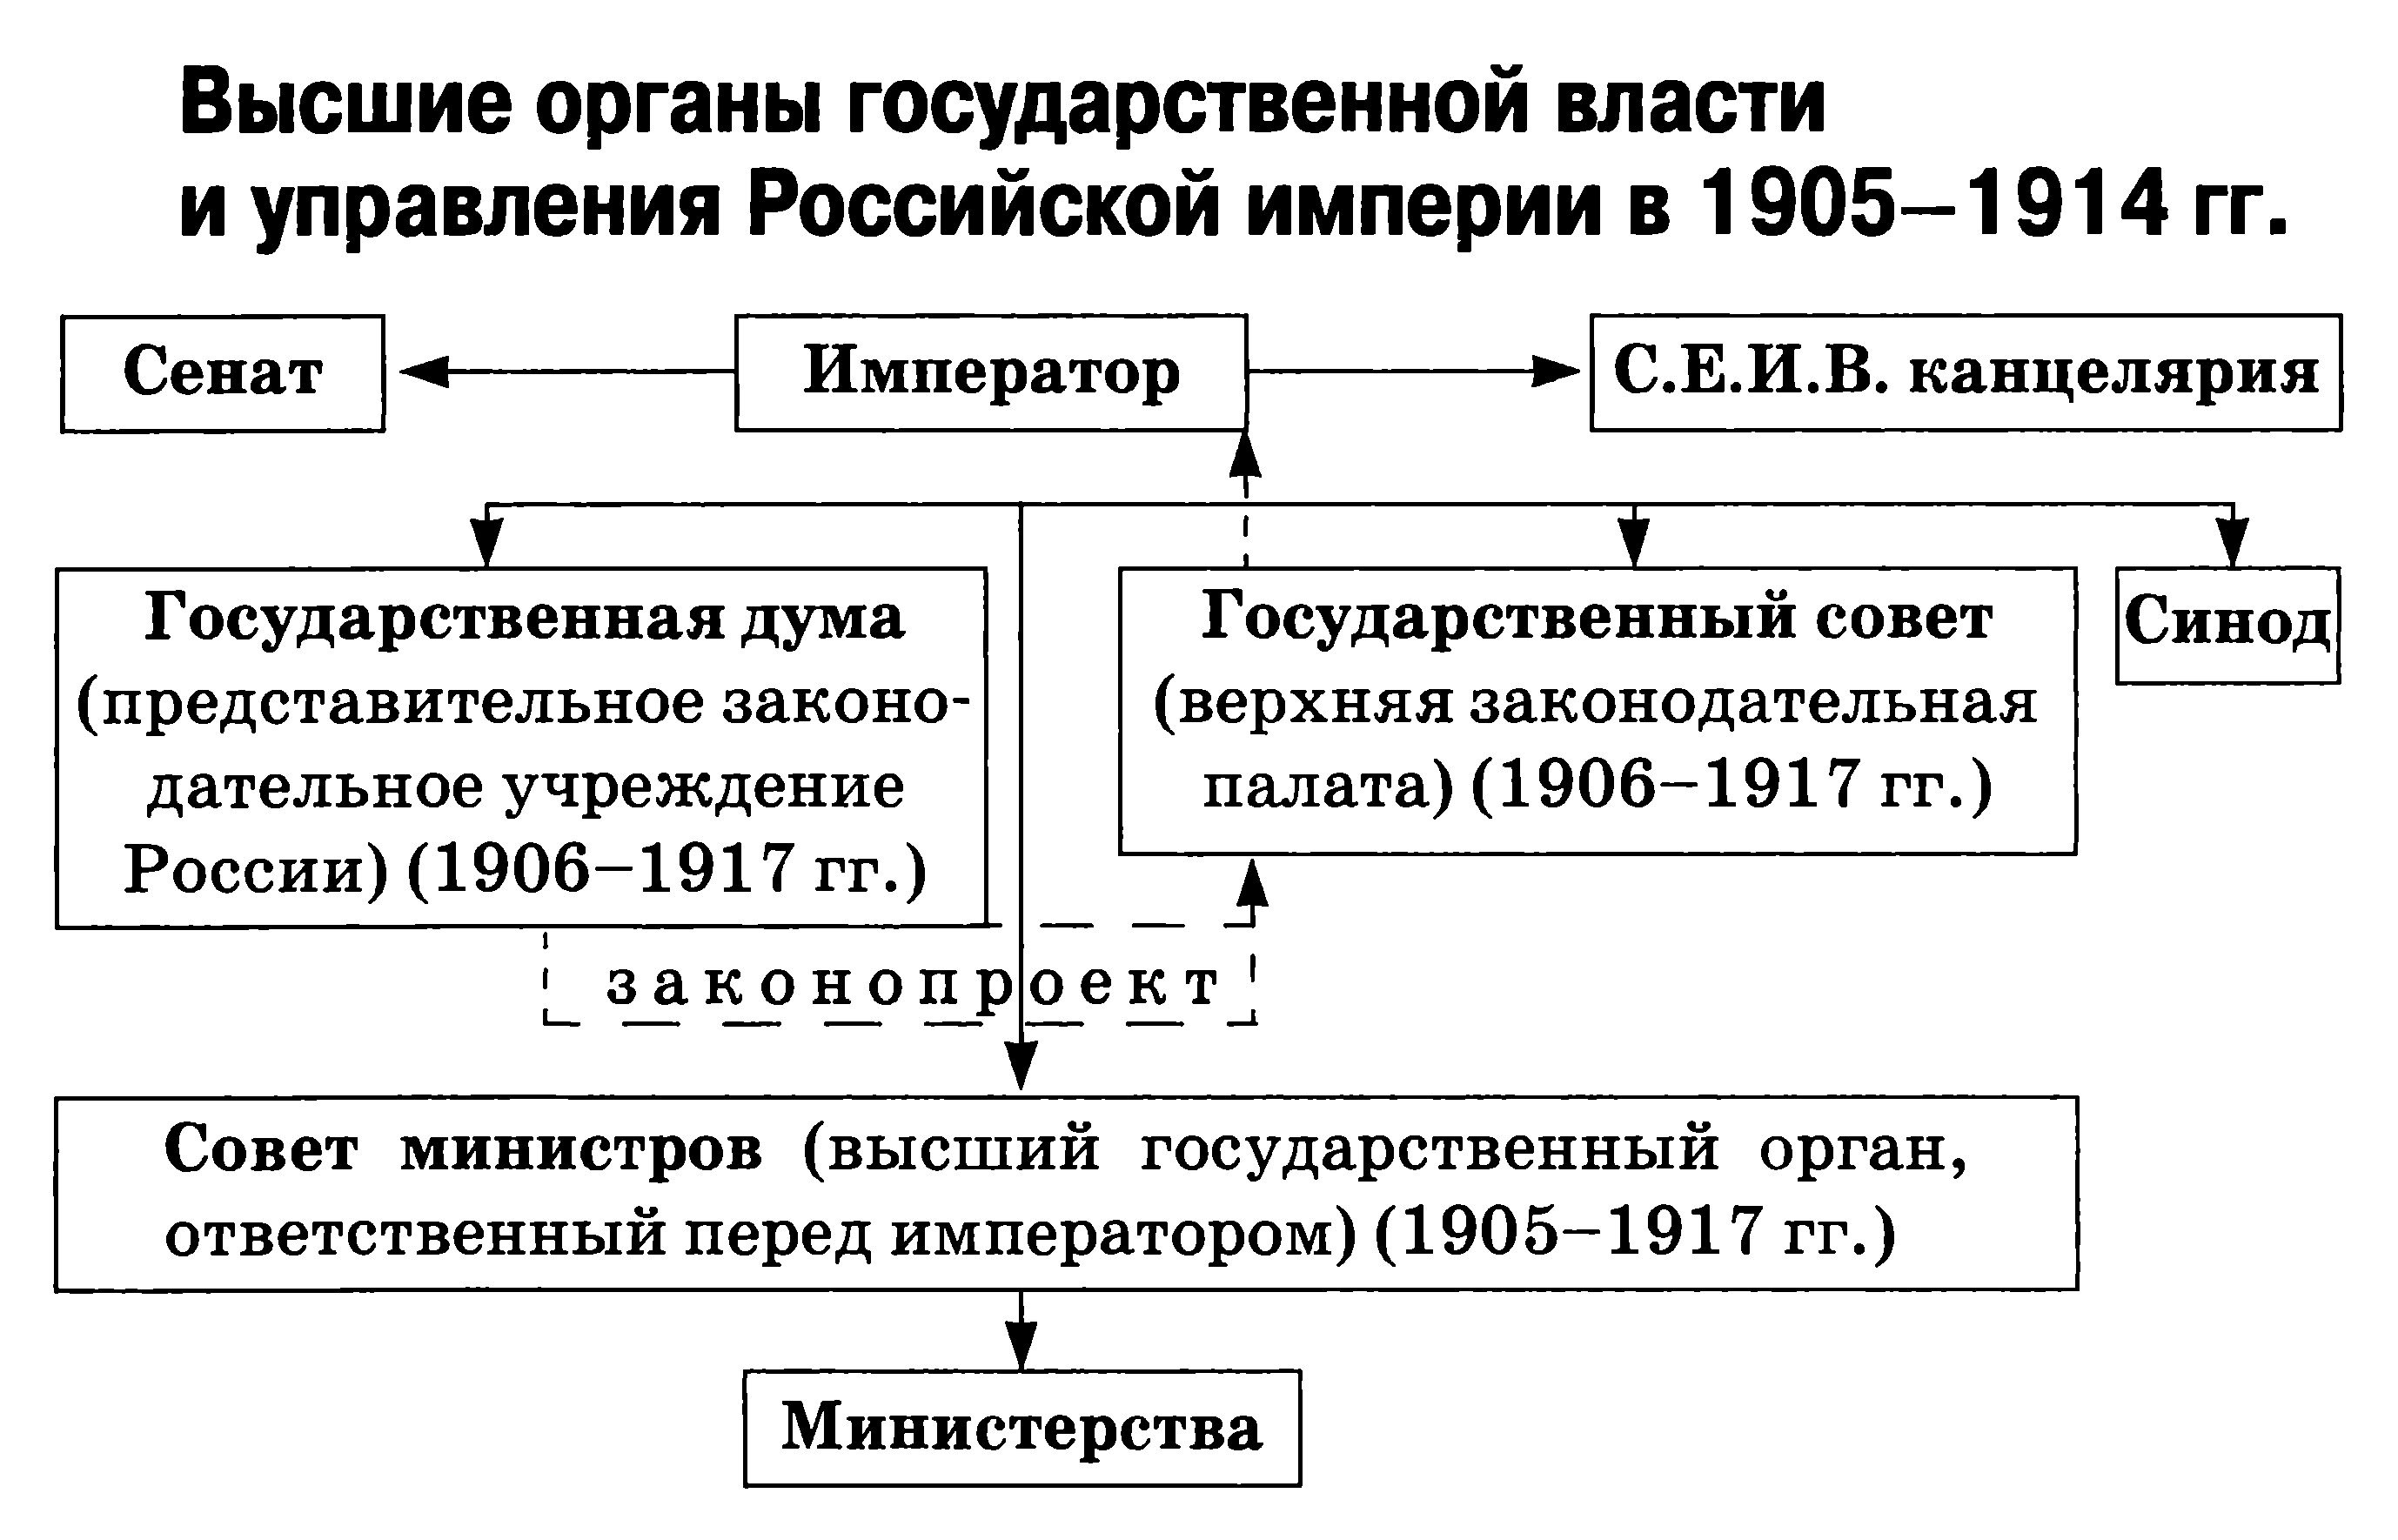 Высшие органы государственной власти
и управления Российской империи в 1905–1914 гг.
Сенат
Император
С.Е.И.В. канцелярия
Государственная дума
(представительное законо-
дательное учреждение
России) (1906–1917 гг.)
Государственный совет
(верхняя законодательная
палата) (1906–1917 гг.)
Синод
законопроект
Совет министров (высший государственный орган,
ответственный перед императором) (1905–1917 гг.)
Министерства